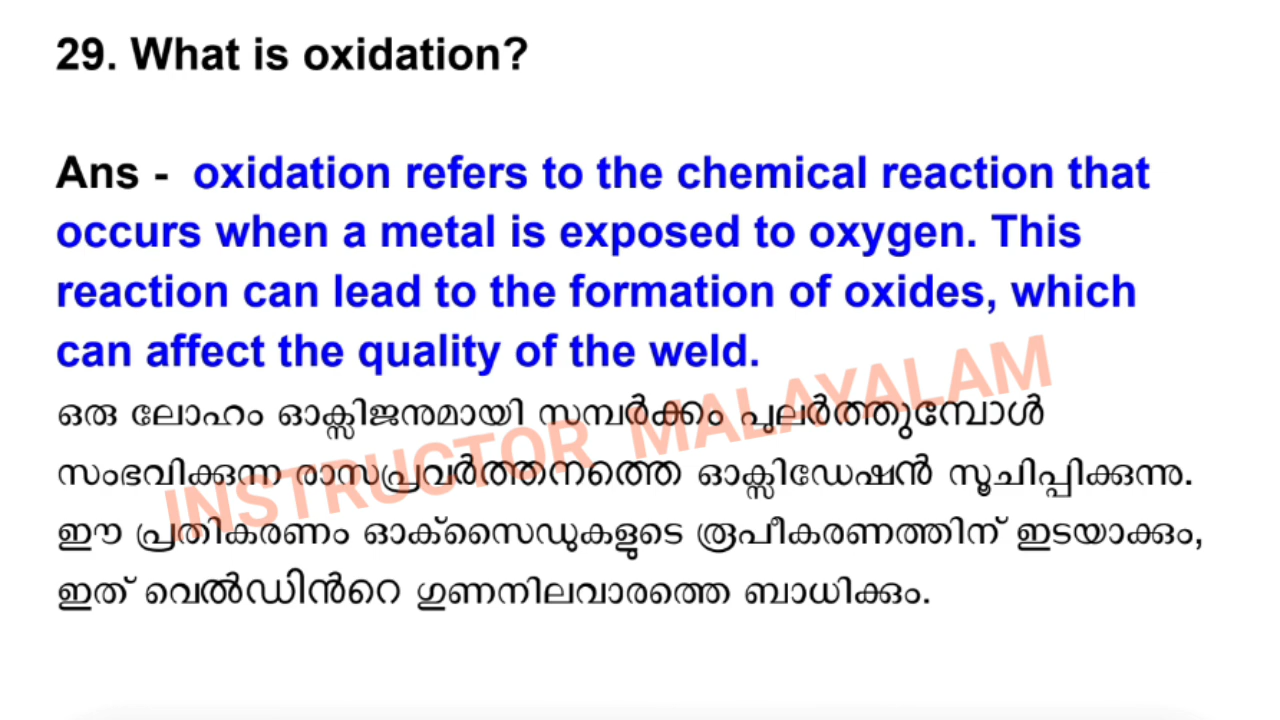 29. What is oxidation?
Ans - oxidation refers to the chemical reaction that
occurs when a metal is exposed to oxygen. This
reaction can lead to the formation of oxides, which
can affect the quality of the weld.
ഒരു ലോഹം ഓക്സിജനുമായി സമ്പർക്കം പുലർത്തുമ്പോൾ
സംഭവിക്കുന്ന രാസപ്രവർത്തനത്തെ ഓക്സിഡേഷൻ സൂചിപ്പിക്കുന്നു.
ഈ പ്രതികരണം ഓക്സൈഡുകളുടെ രൂപീകരണത്തിന് ഇടയാക്കും,
ഇത് വെൽഡിൻറെ ഗുണനിലവാരത്തെ ബാധിക്കും.
INSTRUCTOR MALAYALAM